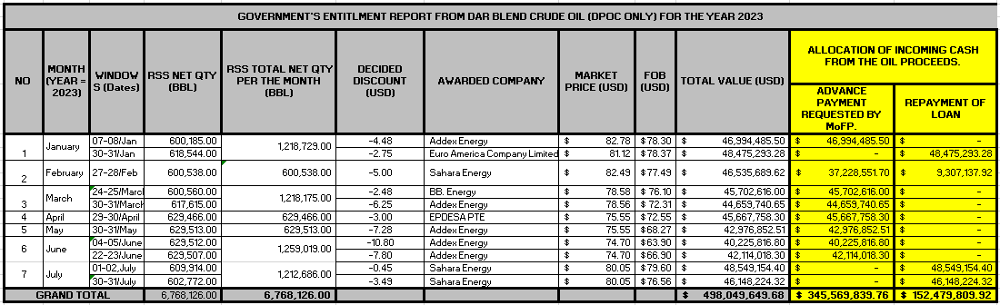 GOVERNMENT'S ENTITLMENT REPORT FROM DAR BLEND CRUDE OIL (DPOC ONLY) FOR THE YEAR 2023
NO MONTH (YEAR = 2023) WINDOW S (Dates) RSS NET QTY (BBL) RSS TOTAL NET QTY PER THE MONTH (BBL) DECIDED DISCOUNT (USD) AWARDED COMPANY MARKET PRICE (USD) FOB (USD) TOTAL VALUE (USD) ALLOCATION OF INCOMING CASH FROM THE OIL PROCEEDS.
ADVANCE PAYMENT REQUESTED BY MoFP. REPAYMENT OF LOAN
1 January 07-08/Jan 600,185.00 1,218,729.00 -4.48 Addex Energy $ 82.78 $78.30 $ 46,994,485.50 $ 46,994,485.50 $ -
30-31/Jan 618,544.00 -2.75 Euro America Company Limited $ 81.12 $78.37 $ 48,475,293.28 $ - $ 48,475,293.28
2 February 27-28/Feb 600,538.00 600,538.00 -5.00 Sahara Energy $ 82.49 $77.49 $ 46,535,689.62 $ 37,228,551.70 $ 9,307,137.92
3 March 24-25/Marcl 600,560.00 1,218,175.00 -2.48 BB. Energy $ 78.58 $ 76.10 $ 45,702,616.00 $ 45,702,616.00 $ -
30-31/March 617,615.00 -6.25 Addex Energy $ 78.56 $ 72.31 $ 44,659,740.65 $ 44,659,740.65 $ -
4 April 29-30/April 629,466.00 629,466.00 -3.00 EPDESA PTE $ 75.55 $72.55 $ 45,667,758.30 $ 45,667,758.30 $ -
5 May 30-31/May 629,513.00 629,513.00 -7.28 Addex Energy $ 75.55 $68.27 $ 42,976,852.51 $ 42,976,852.51 $ -
6 June 04-05/June 629,512.00 1,259,019.00 -10.80 Addex Energy $ 74.70 $63.90 $ 40,225,816.80 $ 40,225,816.80 $ -
22-23/June 629,507.00 -7.80 Addex Energy $ 74.70 $66.90 $ 42,114,018.30 $ 42,114,018.30 $ -
7 July 01-02,July 609,914.00 1,212,686.00 -0.45 Sahara Energy $ 80.05 $79.60 $ 48,549,154.40 $ - $ 48,549,154.40
30-31/July 602,772.00 -3.49 Sahara Energy $ 80.05 $76.56 $ 46,148,224.32 $ - $ 46,148,224.32
GRAND TOTAL 6,768,126.00 6,768,126.00 $ 498,049,649.68 $ 345,569,839.76 $ 152,479,809.92